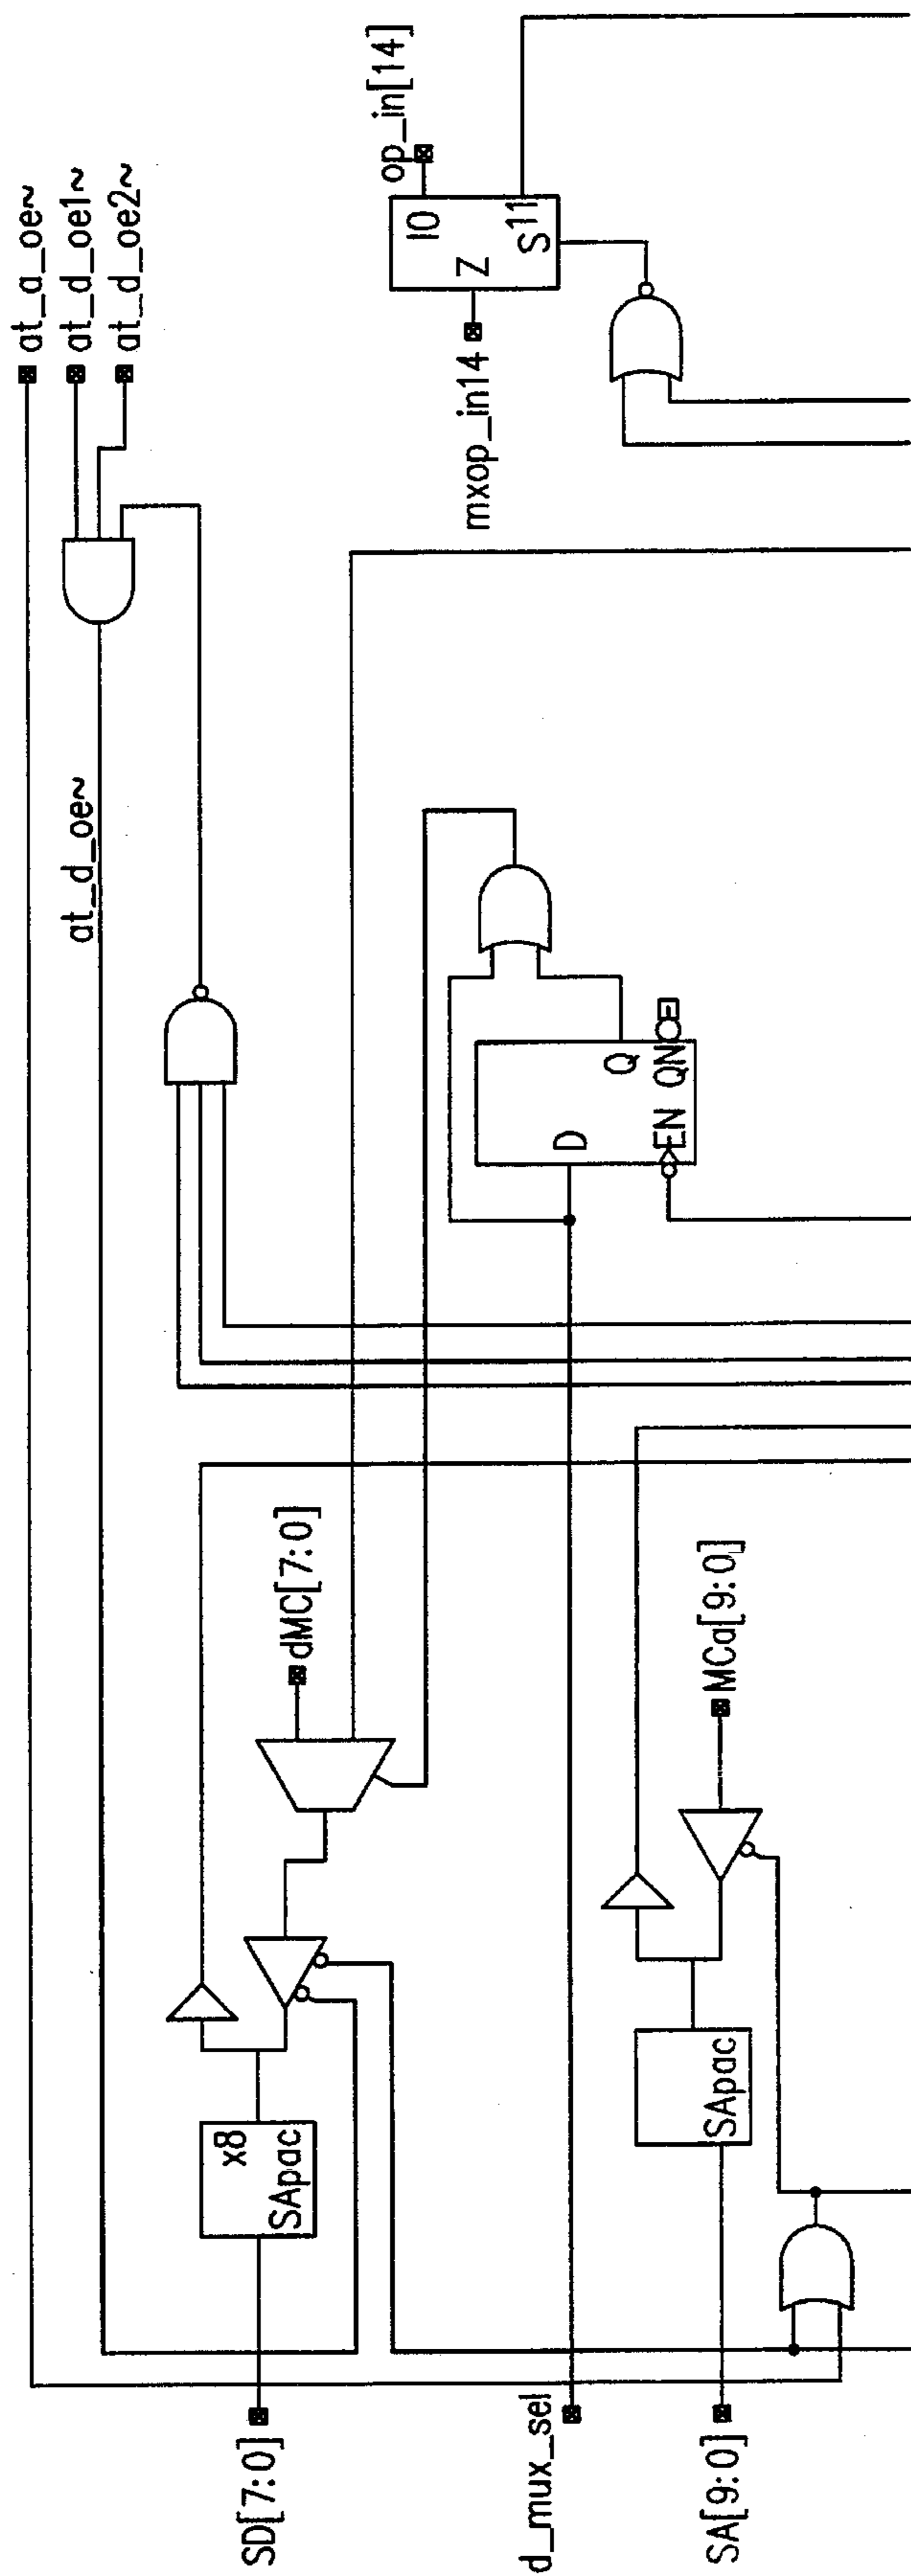 at_a_oe~
at_d_oe1~
at_d_oe2~
at_d_oe~
op_in[14]
I0
Z
S I1
mxop_in14
dMC[7:0]
x8
SApac
SD[7:0]
D
Q
EN QN
d_mux_sel
MCa[9:0]
SApac
SA[9:0]